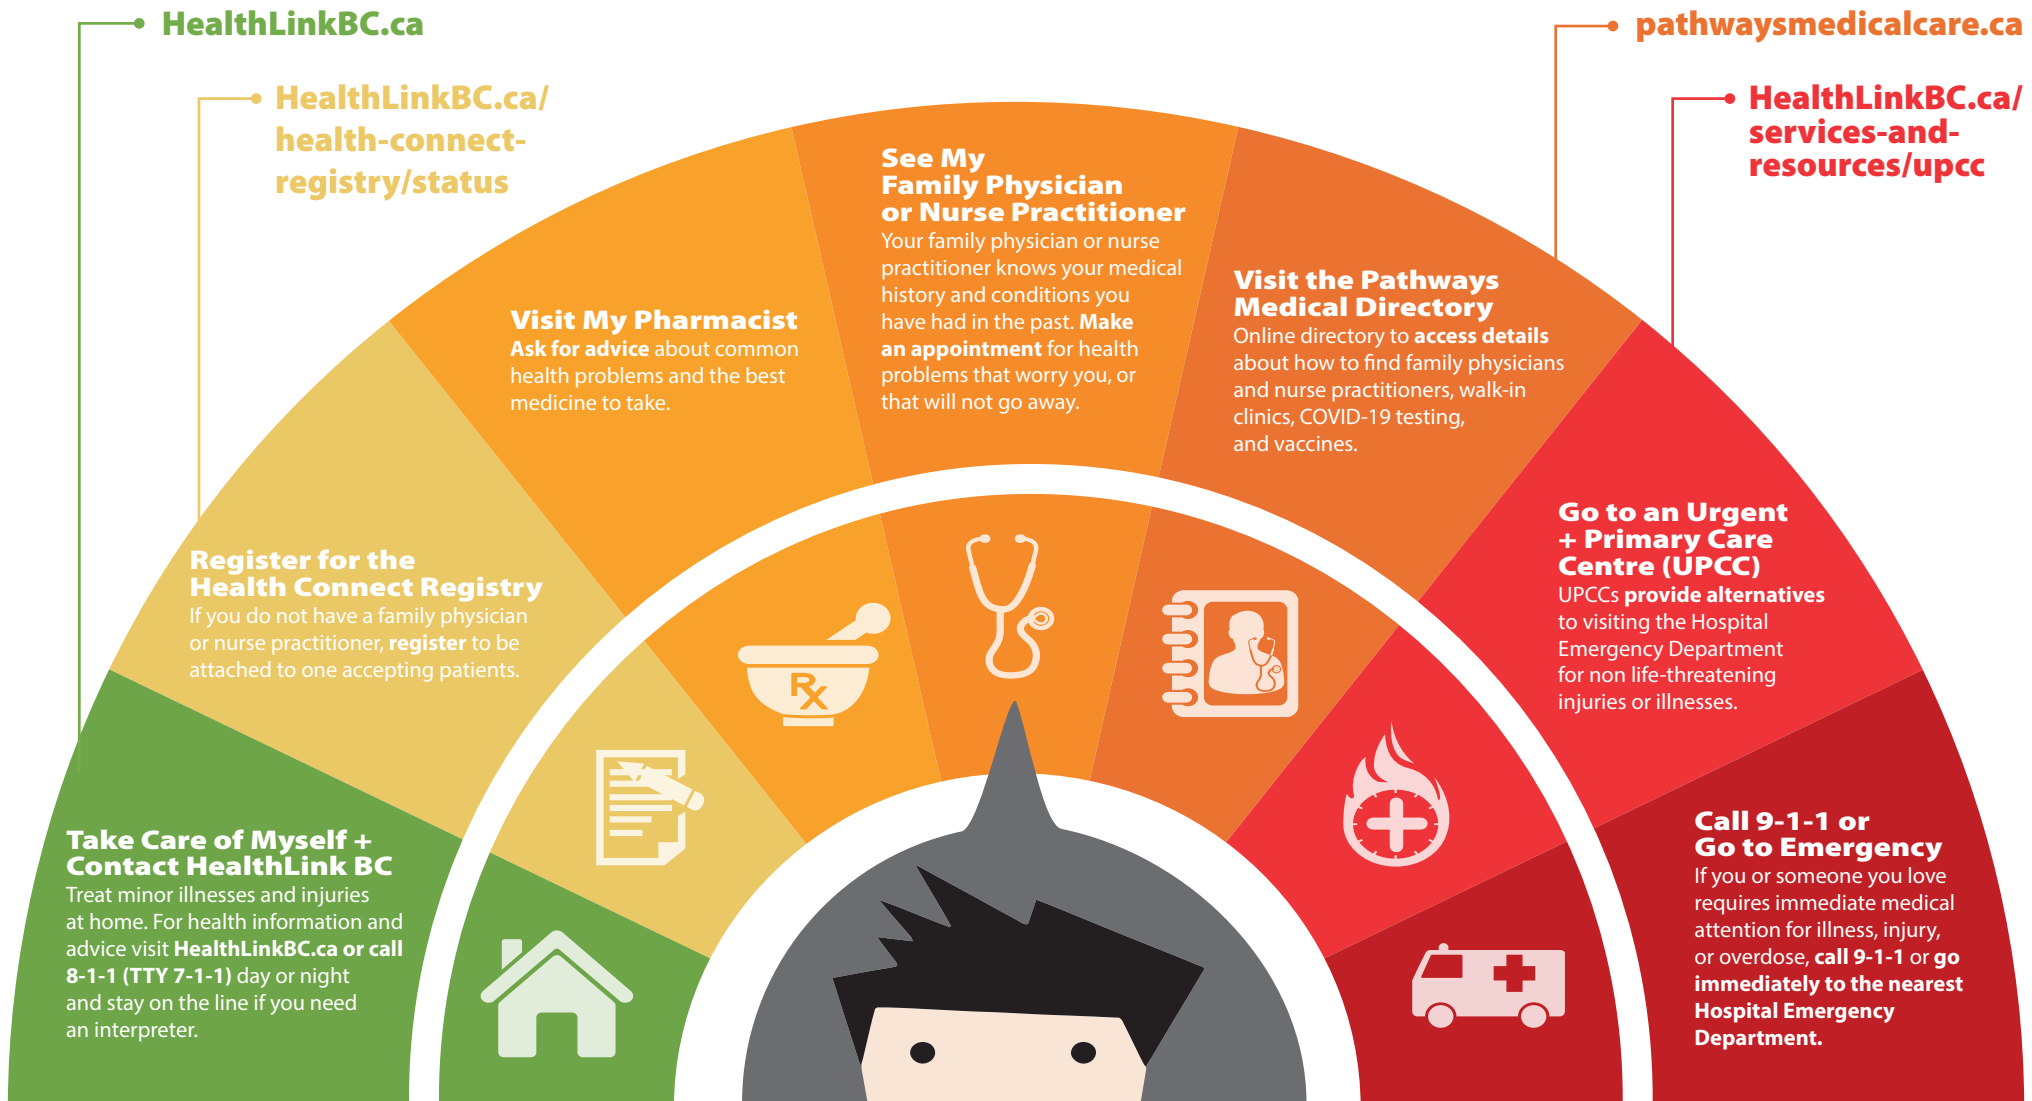 HealthLinkBC.ca
HealthLinkBC.ca/
health-connect-
registry/status
pathwaysmedicalcare.ca
HealthLinkBC.ca/
services-and-
resources/upcc
Take Care of Myself +
Contact HealthLink BC
Treat minor illnesses and injuries
at home. For health information and
advice visit HealthLinkBC.ca or call
8-1-1 (TTY 7-1-1) day or night
and stay on the line if you need
an interpreter.
Register for the
Health Connect Registry
If you do not have a family physician
or nurse practitioner, register to be
attached to one accepting patients.
Visit My Pharmacist
Ask for advice about common
health problems and the best
medicine to take.
See My
Family Physician
or Nurse Practitioner
Your family physician or nurse
practitioner knows your medical
history and conditions you
have had in the past. Make
an appointment for health
problems that worry you, or
that will not go away.
Visit the Pathways
Medical Directory
Online directory to access details
about how to find family physicians
and nurse practitioners, walk-in
clinics, COVID-19 testing,
and vaccines.
Go to an Urgent
+ Primary Care
Centre (UPCC)
UPCCs provide alternatives
to visiting the Hospital
Emergency Department
for non life-threatening
injuries or illnesses.
Call 9-1-1 or
Go to Emergency
If you or someone you love
requires immediate medical
attention for illness, injury,
or overdose, call 9-1-1 or go
immediately to the nearest
Hospital Emergency
Department.
Rx